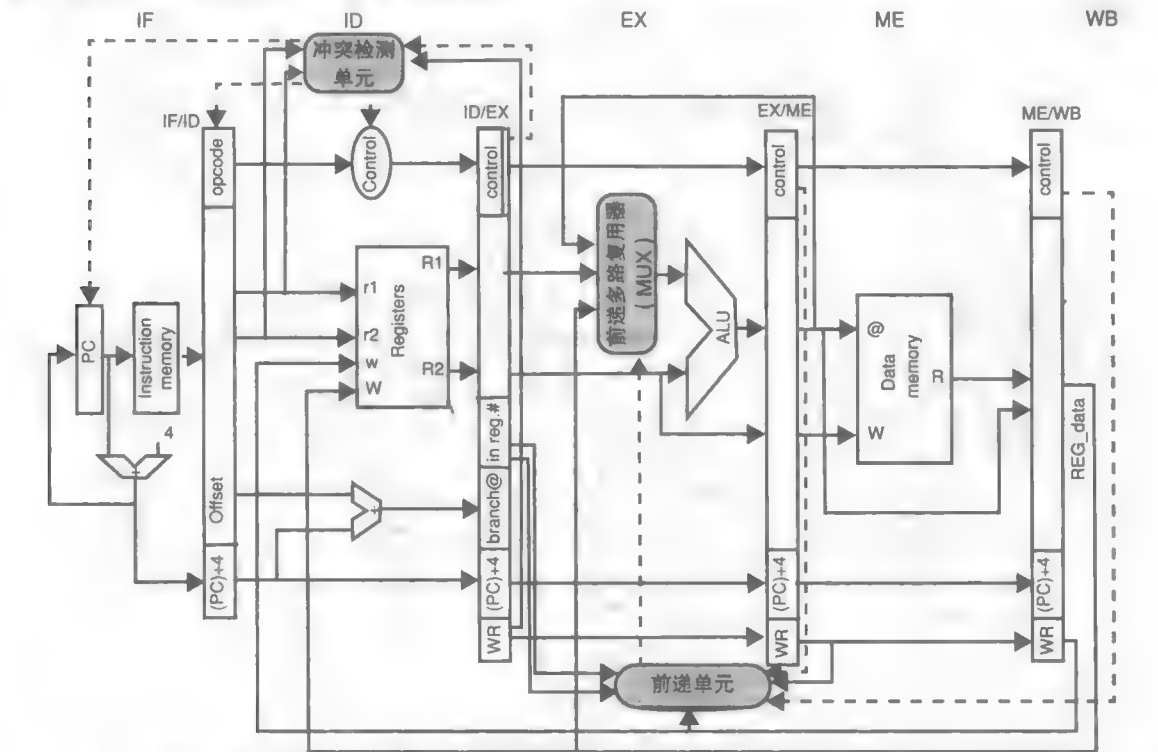 IF
ID
EX
ME
WB
冲突检测
单元
IF/ID
ID/EX
EX/ME
ME/WB
opcode
Control
control
control
control
前递多路复用器
(MUX)
R1
r1
r2
w
W
Registers
R2
PC
Instruction
memory
4
+
ALU
@
Data
memory
R
W
REG_data
Offset
+
in reg.#
branch@
(PC)+4
(PC)+4
(PC)+4
(PC)+4
WR
WR
WR
前递单元